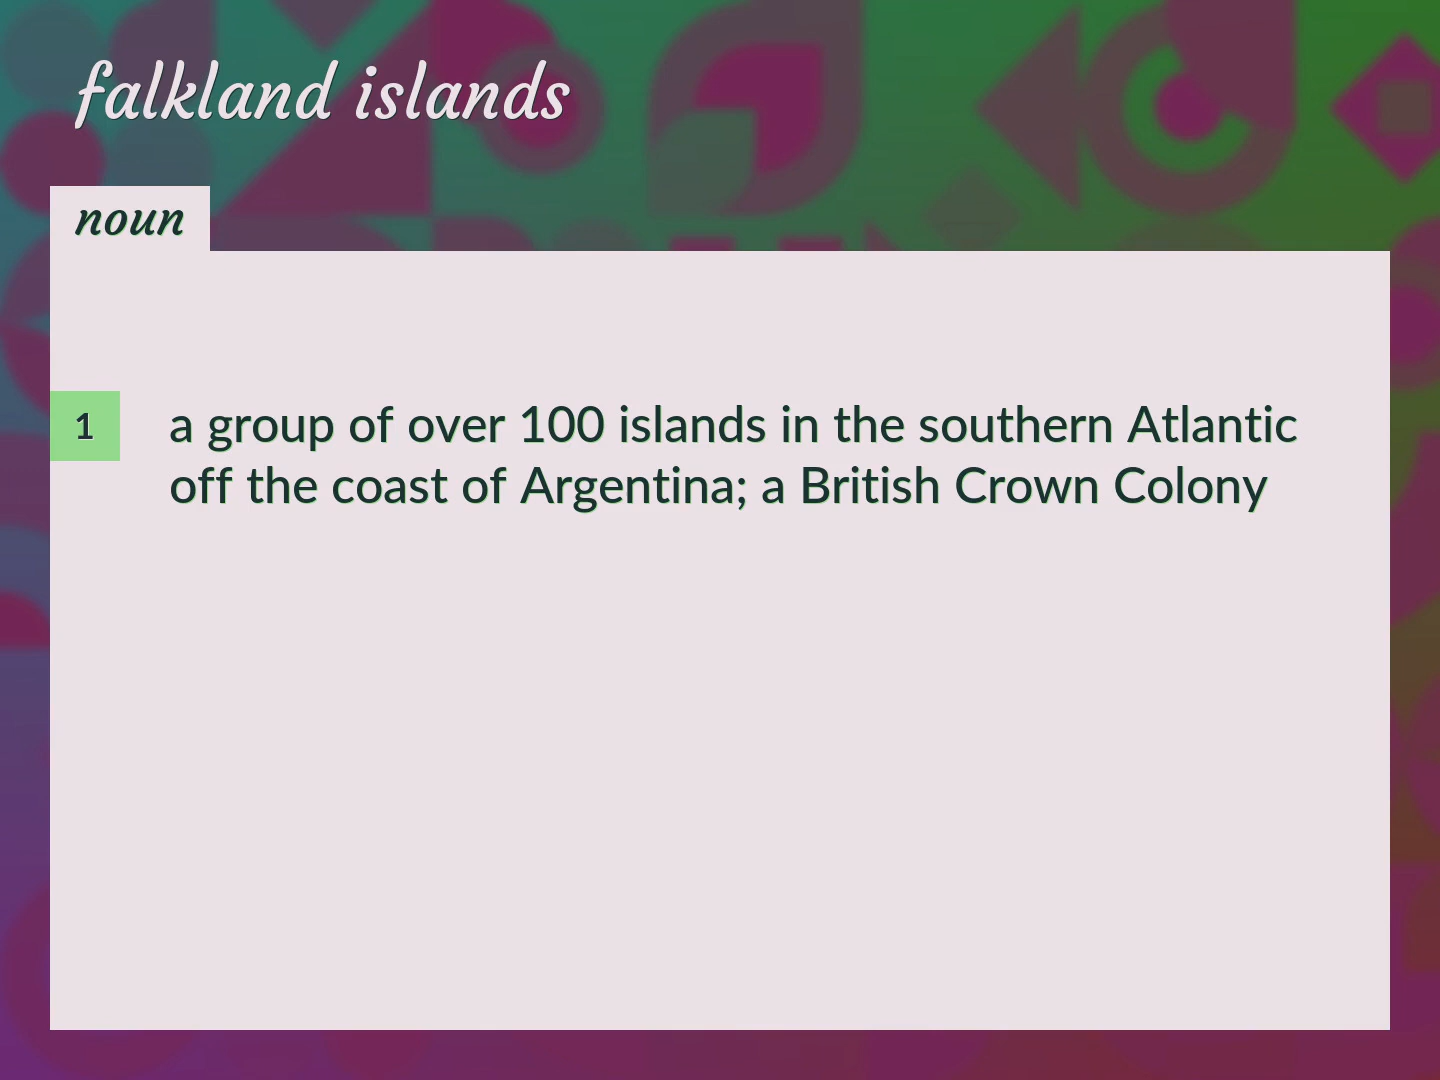 falkland islands
noun
1
a group of over 100 islands in the southern Atlantic
off the coast of Argentina; a British Crown Colony